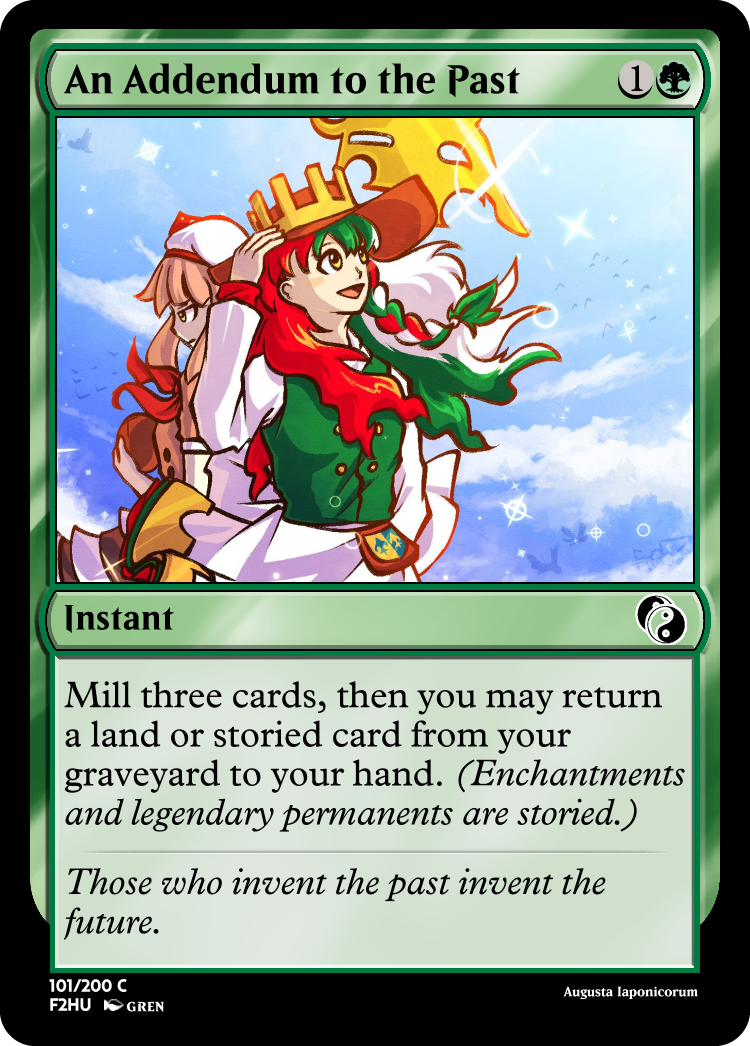 An Addendum to the Past 1
Instant
Mill three cards, then you may return
a land or storied card from your
graveyard to your hand. (Enchantments
and legendary permanents are storied.)
Those who invent the past invent the
future.
101/200 C
F2HU GREN
Augusta Iaponicorum